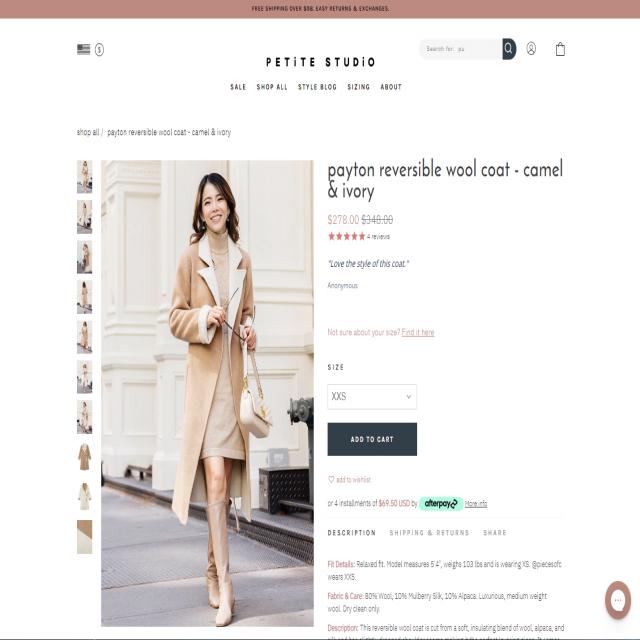 FREE SHIPPING OVER $98. EASY RETURNS & EXCHANGES.
$
Search for: pu
PETiTE STUDiO
SALE SHOP ALL STYLE BLOG SIZING ABOUT
shop all / payton reversible wool coat - camel & ivory
payton reversible wool coat - camel
& ivory
$278.00 $348.00
4 reviews
"Love the style of this coat."
Anonymous
Not sure about your size? Find it here
SIZE
XXS
ADD TO CART
add to wishlist
or 4 installments of $69.50 USD by afterpay More info
DESCRIPTION SHIPPING & RETURNS SHARE
Fit Details: Relaxed fit. Model measures 5'4", weighs 103 lbs and is wearing XS. @pieceesofc
wears XXS.
Fabric & Care: 80% Wool, 10% Mulberry Silk, 10% Alpaca. Luxurious, medium weight
wool. Dry clean only.
Description: This reversible wool coat is cut from a soft, insulating blend of wool, alpaca, and